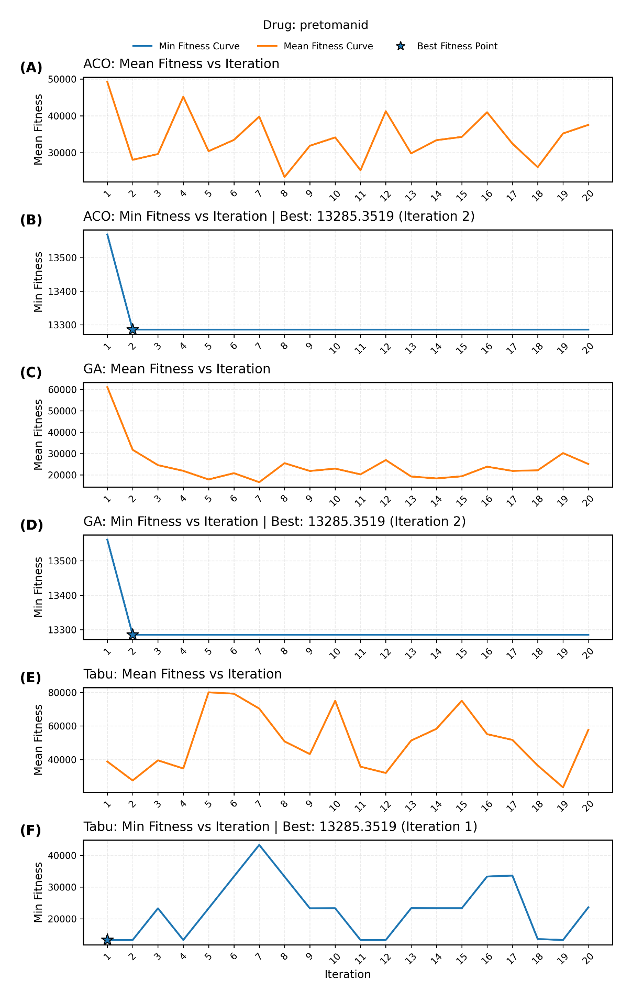 Drug: pretomanid
Min Fitness Curve Mean Fitness Curve Best Fitness Point
(A) ACO: Mean Fitness vs Iteration
Mean Fitness
50000
40000
30000
1 2 3 4 5 6 7 8 9 10 11 12 13 14 15 16 17 18 19 20
(B) ACO: Min Fitness vs Iteration | Best: 13285.3519 (Iteration 2)
Min Fitness
13500
13400
13300
1 2 3 4 5 6 7 8 9 10 11 12 13 14 15 16 17 18 19 20
(C) GA: Mean Fitness vs Iteration
Mean Fitness
60000
50000
40000
30000
20000
1 2 3 4 5 6 7 8 9 10 11 12 13 14 15 16 17 18 19 20
(D) GA: Min Fitness vs Iteration | Best: 13285.3519 (Iteration 2)
Min Fitness
13500
13400
13300
1 2 3 4 5 6 7 8 9 10 11 12 13 14 15 16 17 18 19 20
(E) Tabu: Mean Fitness vs Iteration
Mean Fitness
80000
60000
40000
1 2 3 4 5 6 7 8 9 10 11 12 13 14 15 16 17 18 19 20
(F) Tabu: Min Fitness vs Iteration | Best: 13285.3519 (Iteration 1)
Min Fitness
40000
30000
20000
1 2 3 4 5 6 7 8 9 10 11 12 13 14 15 16 17 18 19 20
Iteration